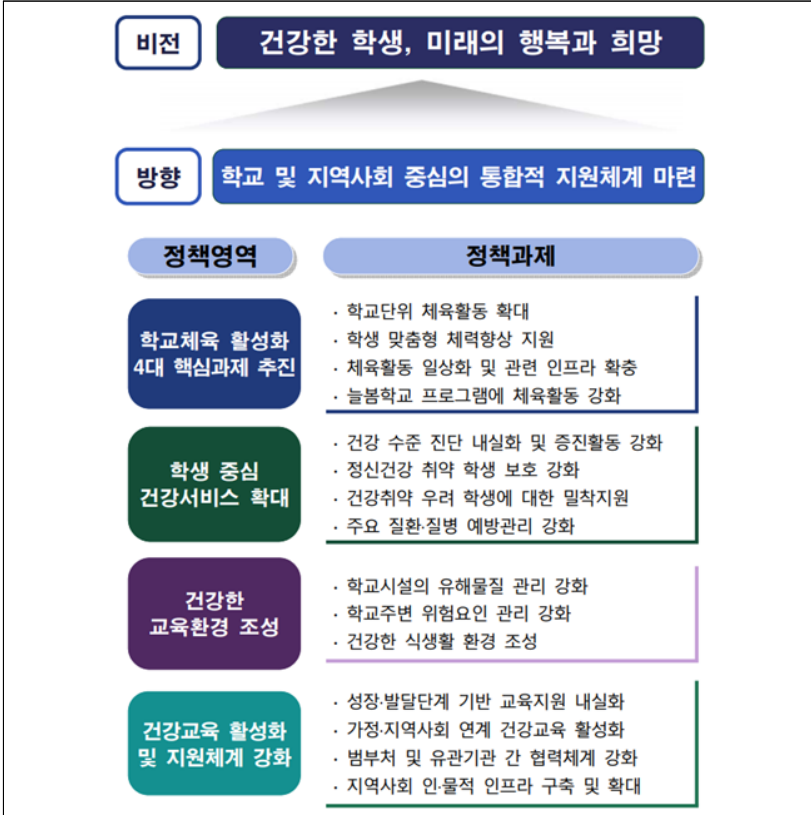 비전
건강한 학생, 미래의 행복과 희망
방향
학교 및 지역사회 중심의 통합적 지원체계 마련
정책영역
정책과제
학교체육 활성화
4대 핵심과제 추진
· 학교단위 체육활동 확대
· 학생 맞춤형 체력향상 지원
· 체육활동 일상화 및 관련 인프라 확충
· 늘봄학교 프로그램에 체육활동 강화
학생 중심
건강서비스 확대
· 건강 수준 진단 내실화 및 증진활동 강화
· 정신건강 취약 학생 보호 강화
· 건강취약 우려 학생에 대한 밀착지원
· 주요 질환·질병 예방관리 강화
건강한
교육환경 조성
· 학교시설의 유해물질 관리 강화
· 학교주변 위험요인 관리 강화
· 건강한 식생활 환경 조성
건강교육 활성화
및 지원체계 강화
· 성장·발달단계 기반 교육지원 내실화
· 가정·지역사회 연계 건강교육 활성화
· 범부처 및 유관기관 간 협력체계 강화
· 지역사회 인·물적 인프라 구축 및 확대